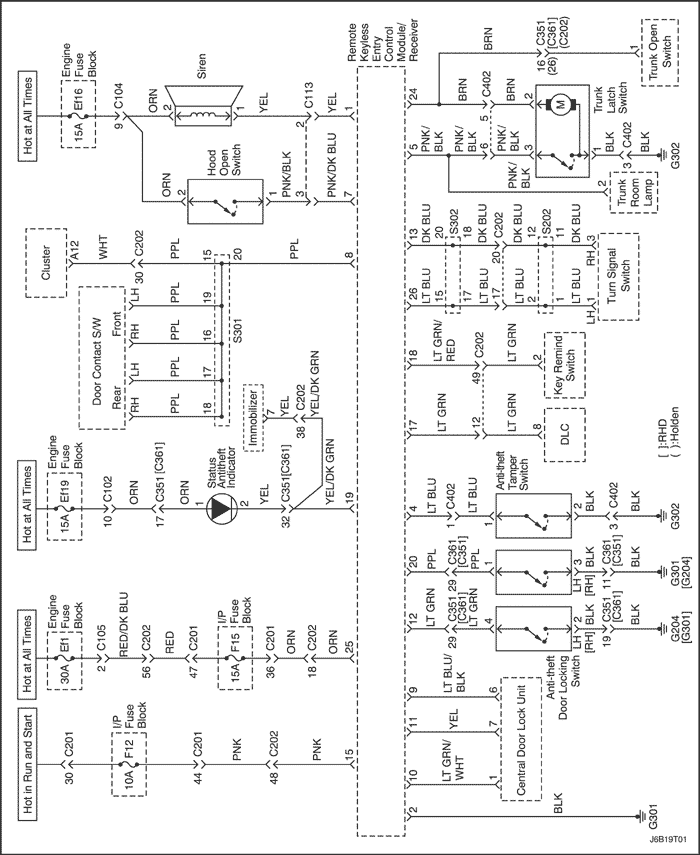 Hot at All Times
Engine
Fuse
Block
Ef16
15A
9
C104
ORN
2
Siren
1
YEL
C113
2
1
ORN
2
Hood
Open
Switch
1
PNK/BLK
3
PNK/DK BLU
7
Cluster
A12
WHT
C202
30
PPL
15
20
PPL
8
Door Contact S/W
Front
Rear
LH
PPL
19
RH
PPL
16
LH
PPL
17
RH
PPL
18
S301
Immobilizer
7
YEL
C202
38
YEL/DK GRN
Hot at All Times
Engine
Fuse
Block
Ef19
15A
C102
10
ORN
C351 [C361]
17
ORN
Status
Antitheft
Indicator
1
2
YEL
C351[C361]
32
YEL/DK GRN
19
Hot at All Times
Engine
Fuse
Block
Ef1
30A
C105
2
RED/DK BLU
C202
56
RED
C201
47
I/P
Fuse
Block
F15
15A
C201
36
ORN
C202
18
ORN
25
Hot in Run and Start
C201
30
I/P
Fuse
Block
F12
10A
C201
44
PNK
C202
48
PNK
15
Remote
Keyless
Entry
Control
Module/
Receiver
24
BRN
C351
[C361]
(C202)
16
(26)
1
Trunk Open
Switch
BRN
C402
5
BRN
2
M
Trunk
Latch
Switch
5
PNK/
BLK
6
PNK/
BLK
3
1
BLK
C402
3
G302
PNK/
BLK
2
Trunk
Room
Lamp
13
DK BLU
20
S302
18
DK BLU
C202
20
DK BLU
12
S202
11
DK BLU
RH
3
Turn Signal
Switch
26
LT BLU
15
17
LT BLU
17
LT BLU
2
1
LT BLU
LH
1
18
LT GRN/
RED
C202
49
LT GRN
2
Key Remind
Switch
17
LT GRN
12
LT GRN
8
DLC
[ ]:RHD
( ):Holden
4
LT BLU
C402
1
LT BLU
1
Anti-theft
Tamper
Switch
2
BLK
C402
3
BLK
G302
20
PPL
C361
[C351]
29
PPL
1
LH
3
[RH]
BLK
C361
[C351]
11
BLK
G301
[G204]
12
LT GRN
C351
[C361]
29
LT GRN
4
LH
2
[RH]
BLK
C351
[C361]
19
BLK
G204
[G301]
Anti-theft
Door Locking
Switch
9
LT BLU/
BLK
6
11
YEL
7
10
LT GRN/
WHT
1
Central Door Lock Unit
2
BLK
G301
J6B19T01